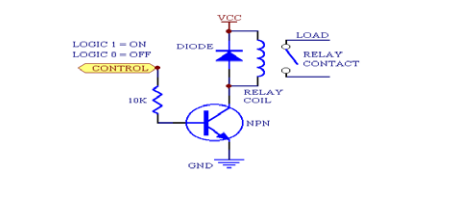 VCC
LOGIC 1 = ON
LOGIC 0 = OFF
CONTROL
DIODE
LOAD
RELAY
CONTACT
RELAY
COIL
10K
NPN
GND